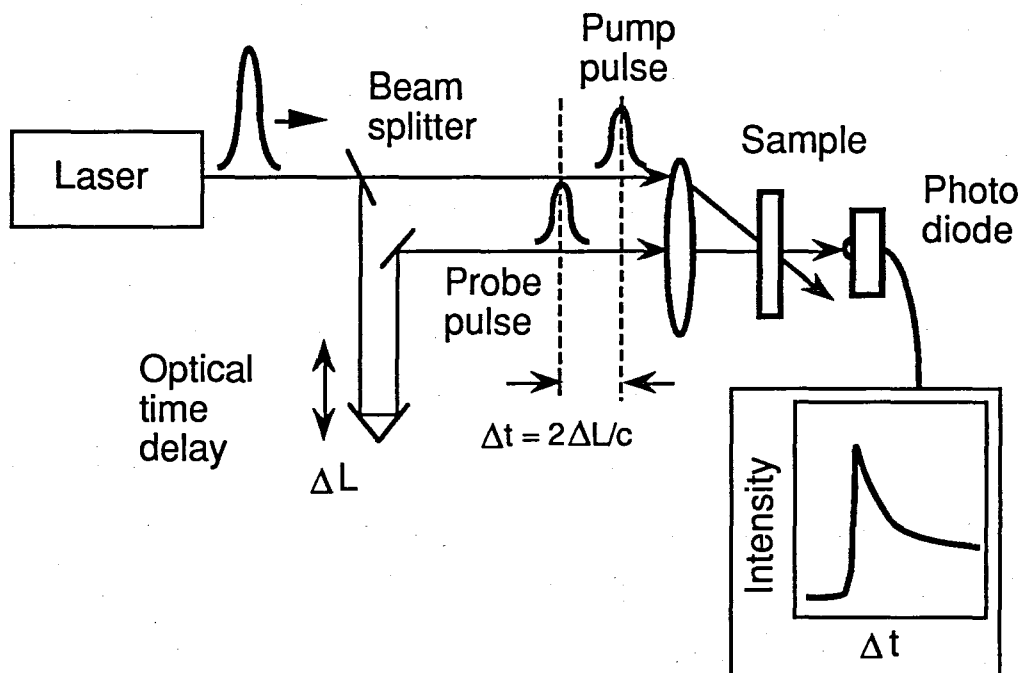 Pump
pulse
Beam
splitter
Sample
Laser
Photo
diode
Probe
pulse
Optical
time
delay
Δt = 2ΔL/c
ΔL
Intensity
Δt